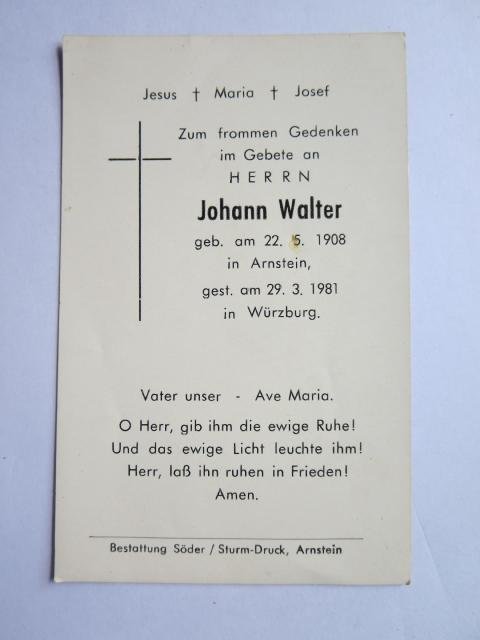 Jesus † Maria † Josef
Zum frommen Gedenken
im Gebete an
HERRN
Johann Walter
geb. am 22. 5. 1908
in Arnstein,
gest. am 29. 3. 1981
in Würzburg.
Vater unser - Ave Maria.
O Herr, gib ihm die ewige Ruhe!
Und das ewige Licht leuchte ihm!
Herr, laß ihn ruhen in Frieden!
Amen.
Bestattung Söder / Sturm-Druck, Arnstein